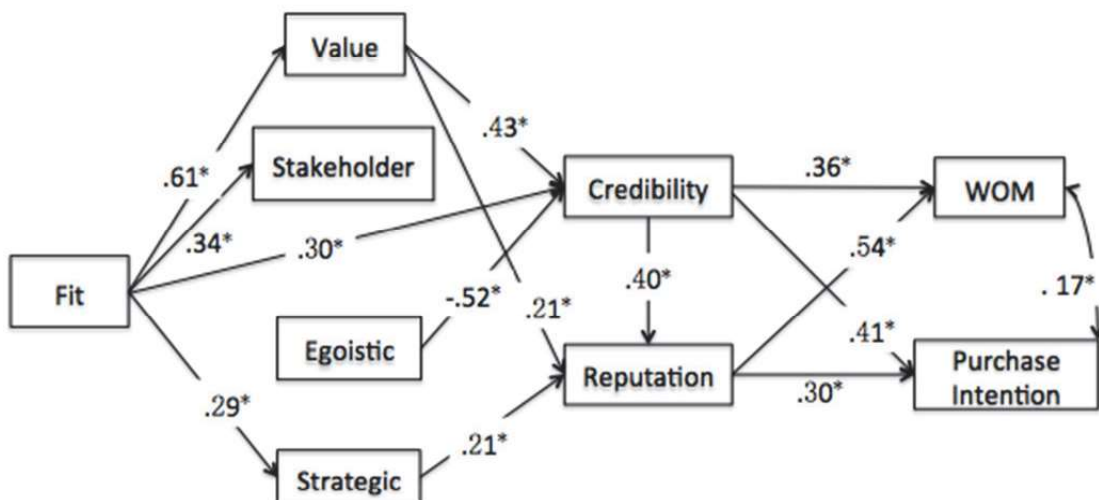 Value
.43*
Stakeholder
.61*
Credibility
.36*
WOM
.34*
.30*
.54*
Fit
-.52*
.21*
.40*
. 17*
Egoistic
.41*
Reputation
.30*
Purchase
Intention
.29*
.21*
Strategic